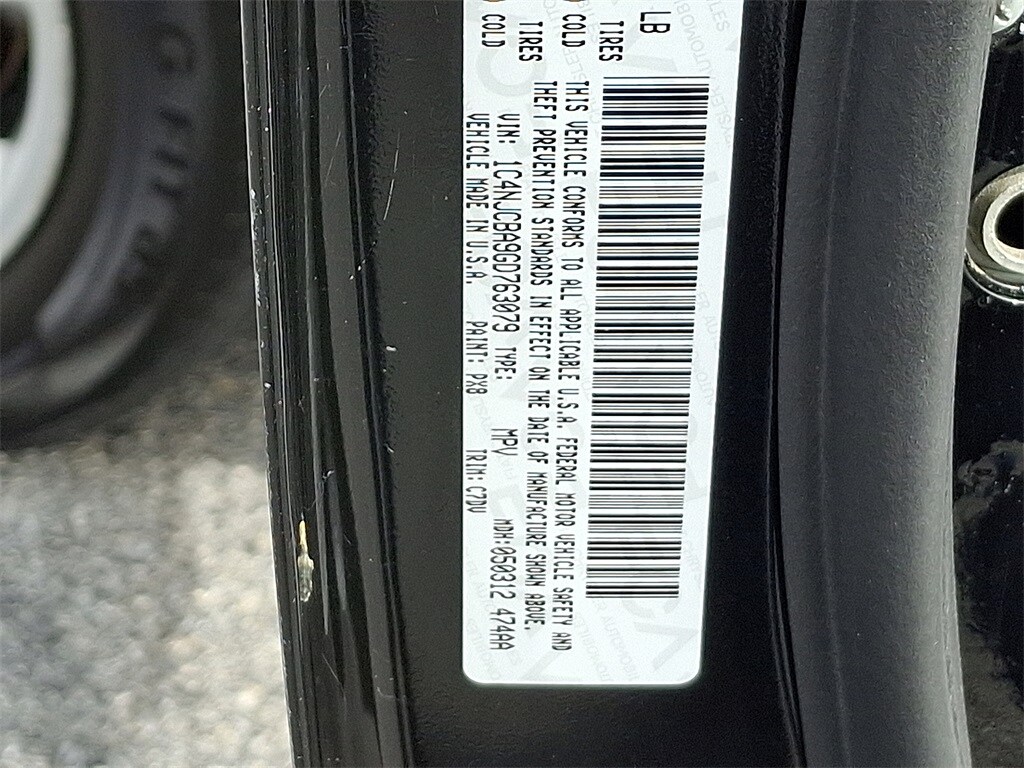 LB
TIRES COLD
TIRES COLD
THIS VEHICLE CONFORMS TO ALL APPLICABLE U.S.A. FEDERAL MOTOR VEHICLE SAFETY AND
THEFT PREVENTION STANDARDS IN EFFECT ON THE DATE OF MANUFACTURE SHOWN ABOVE.
VIN: 1C4NJCBA9GD763079 TYPE: MPV MDH:050312 474AA
VEHICLE MADE IN U.S.A. PAINT: PX8 TRIM: C7DV